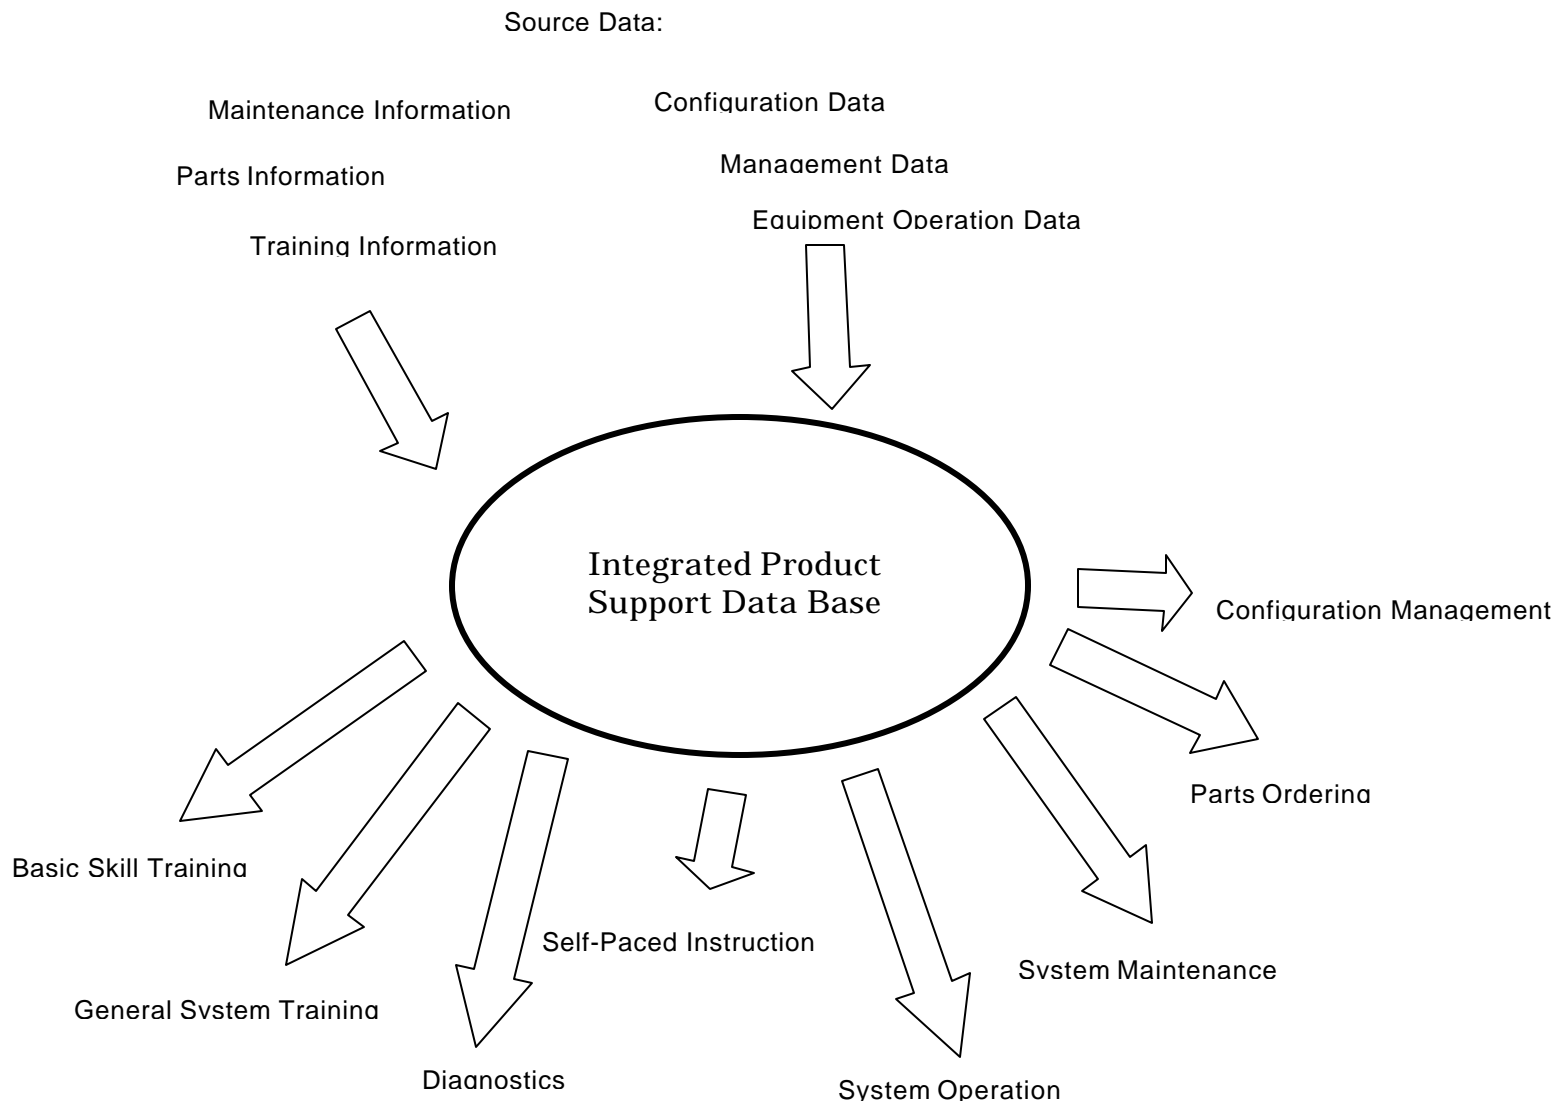 Source Data:
Maintenance Information
Configuration Data
Parts Information
Management Data
Training Information
Equipment Operation Data
Integrated Product
Support Data Base
Configuration Management
Parts Ordering
Basic Skill Training
Self-Paced Instruction
System Maintenance
General System Training
Diagnostics
System Operation